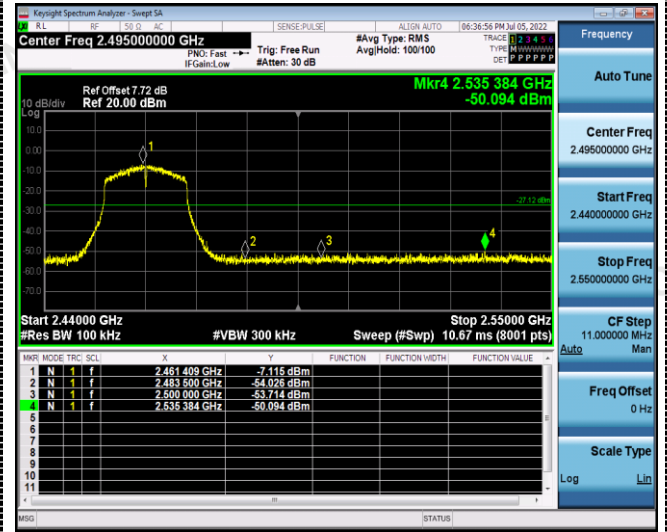 Keysight Spectrum Analyzer - Swept SA
RL RF 50 Ω AC SENSE:PULSE ALIGN AUTO 06:36:56 PM Jul 05, 2022
Center Freq 2.495000000 GHz
PNO: Fast
IFGain:Low
Trig: Free Run
#Atten: 30 dB
#Avg Type: RMS
Avg|Hold: 100/100
TRACE 1 2 3 4 5 6
TYPE M W W W W W
DET P P P P P P
Mkr4 2.535 384 GHz
-50.094 dBm
Ref Offset 7.72 dB
10 dB/div Ref 20.00 dBm
Log
10.0
0.00
-10.0
-20.0
-30.0
-40.0
-50.0
-60.0
-70.0
1
2
3
4
-27.12 dBm
Start 2.44000 GHz Stop 2.55000 GHz
#Res BW 100 kHz #VBW 300 kHz Sweep (#Swp) 10.67 ms (8001 pts)
MKR MODE TRC SCL X Y FUNCTION FUNCTION WIDTH FUNCTION VALUE
1 N 1 f 2.461 409 GHz -7.115 dBm
2 N 1 f 2.483 500 GHz -54.026 dBm
3 N 1 f 2.500 000 GHz -53.714 dBm
4 N 1 f 2.535 384 GHz -50.094 dBm
5
6
7
8
9
10
11
MSG STATUS
Frequency
Auto Tune
Center Freq
2.495000000 GHz
Start Freq
2.440000000 GHz
Stop Freq
2.550000000 GHz
CF Step
11.000000 MHz
Auto Man
Freq Offset
0 Hz
Scale Type
Log Lin